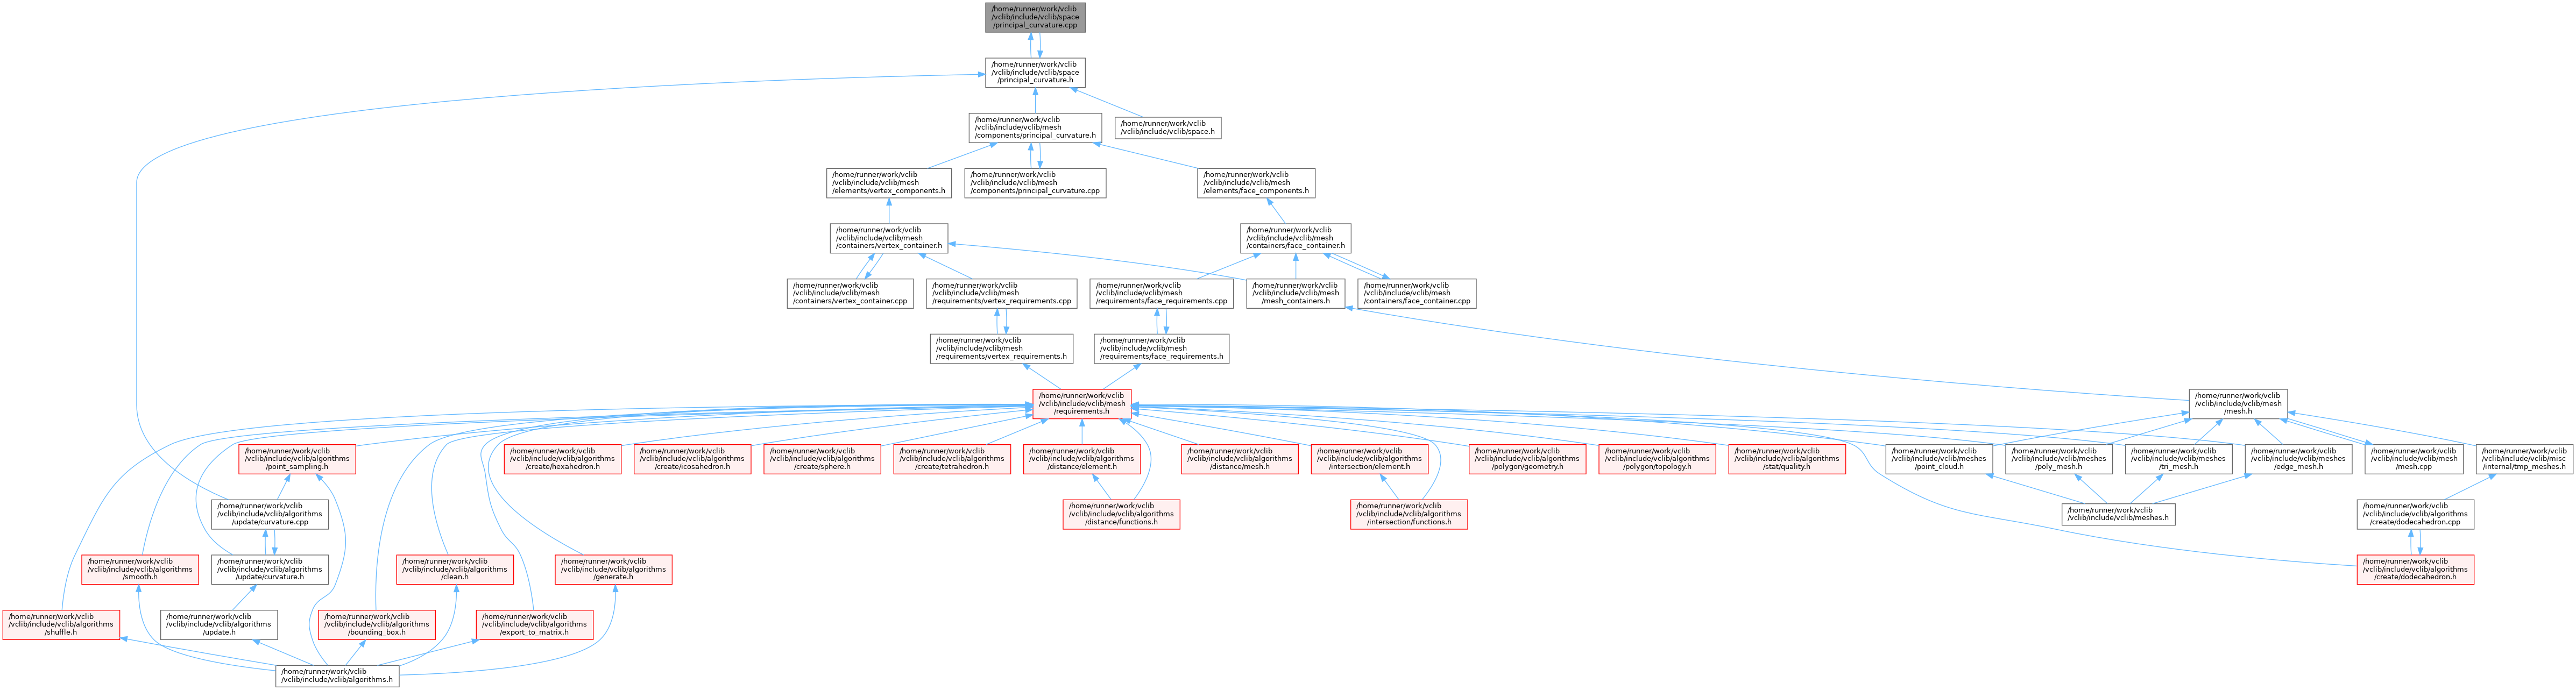 /home/runner/work/vclib
/vclib/include/vclib/space
/principal_curvature.cpp
/home/runner/work/vclib
/vclib/include/vclib/space
/principal_curvature.h
/home/runner/work/vclib
/vclib/include/vclib/mesh
/components/principal_curvature.h
/home/runner/work/vclib
/vclib/include/vclib/space.h
/home/runner/work/vclib
/vclib/include/vclib/mesh
/elements/vertex_components.h
/home/runner/work/vclib
/vclib/include/vclib/mesh
/components/principal_curvature.cpp
/home/runner/work/vclib
/vclib/include/vclib/mesh
/elements/face_components.h
/home/runner/work/vclib
/vclib/include/vclib/mesh
/containers/vertex_container.h
/home/runner/work/vclib
/vclib/include/vclib/mesh
/containers/face_container.h
/home/runner/work/vclib
/vclib/include/vclib/mesh
/containers/vertex_container.cpp
/home/runner/work/vclib
/vclib/include/vclib/mesh
/requirements/vertex_requirements.cpp
/home/runner/work/vclib
/vclib/include/vclib/mesh
/requirements/face_requirements.cpp
/home/runner/work/vclib
/vclib/include/vclib/mesh
/mesh_containers.h
/home/runner/work/vclib
/vclib/include/vclib/mesh
/containers/face_container.cpp
/home/runner/work/vclib
/vclib/include/vclib/mesh
/requirements/vertex_requirements.h
/home/runner/work/vclib
/vclib/include/vclib/mesh
/requirements/face_requirements.h
/home/runner/work/vclib
/vclib/include/vclib/mesh
/requirements.h
/home/runner/work/vclib
/vclib/include/vclib/mesh
/mesh.h
/home/runner/work/vclib
/vclib/include/vclib/algorithms
/point_sampling.h
/home/runner/work/vclib
/vclib/include/vclib/algorithms
/create/hexahedron.h
/home/runner/work/vclib
/vclib/include/vclib/algorithms
/create/icosahedron.h
/home/runner/work/vclib
/vclib/include/vclib/algorithms
/create/sphere.h
/home/runner/work/vclib
/vclib/include/vclib/algorithms
/create/tetrahedron.h
/home/runner/work/vclib
/vclib/include/vclib/algorithms
/distance/element.h
/home/runner/work/vclib
/vclib/include/vclib/algorithms
/distance/mesh.h
/home/runner/work/vclib
/vclib/include/vclib/algorithms
/intersection/element.h
/home/runner/work/vclib
/vclib/include/vclib/algorithms
/polygon/geometry.h
/home/runner/work/vclib
/vclib/include/vclib/algorithms
/polygon/topology.h
/home/runner/work/vclib
/vclib/include/vclib/algorithms
/stat/quality.h
/home/runner/work/vclib
/vclib/include/vclib/meshes
/point_cloud.h
/home/runner/work/vclib
/vclib/include/vclib/meshes
/poly_mesh.h
/home/runner/work/vclib
/vclib/include/vclib/meshes
/tri_mesh.h
/home/runner/work/vclib
/vclib/include/vclib/meshes
/edge_mesh.h
/home/runner/work/vclib
/vclib/include/vclib/mesh
/mesh.cpp
/home/runner/work/vclib
/vclib/include/vclib/misc
/internal/tmp_meshes.h
/home/runner/work/vclib
/vclib/include/vclib/algorithms
/update/curvature.cpp
/home/runner/work/vclib
/vclib/include/vclib/algorithms
/distance/functions.h
/home/runner/work/vclib
/vclib/include/vclib/algorithms
/intersection/functions.h
/home/runner/work/vclib
/vclib/include/vclib/meshes.h
/home/runner/work/vclib
/vclib/include/vclib/algorithms
/create/dodecahedron.cpp
/home/runner/work/vclib
/vclib/include/vclib/algorithms
/smooth.h
/home/runner/work/vclib
/vclib/include/vclib/algorithms
/update/curvature.h
/home/runner/work/vclib
/vclib/include/vclib/algorithms
/clean.h
/home/runner/work/vclib
/vclib/include/vclib/algorithms
/generate.h
/home/runner/work/vclib
/vclib/include/vclib/algorithms
/create/dodecahedron.h
/home/runner/work/vclib
/vclib/include/vclib/algorithms
/shuffle.h
/home/runner/work/vclib
/vclib/include/vclib/algorithms
/update.h
/home/runner/work/vclib
/vclib/include/vclib/algorithms
/bounding_box.h
/home/runner/work/vclib
/vclib/include/vclib/algorithms
/export_to_matrix.h
/home/runner/work/vclib
/vclib/include/vclib/algorithms.h